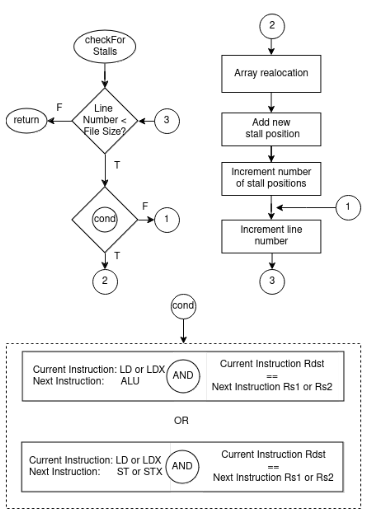 checkFor
Stalls
Line
Number <
File Size?
F
return
3
T
cond
F
1
T
2
2
Array realocation
Add new
stall position
Increment number
of stall positions
1
Increment line
number
3
cond
Current Instruction: LD or LDX
Next Instruction: ALU
AND
Current Instruction Rdst
==
Next Instruction Rs1 or Rs2
OR
Current Instruction: LD or LDX
Next Instruction: ST or STX
AND
Current Instruction Rdst
==
Next Instruction Rs1 or Rs2